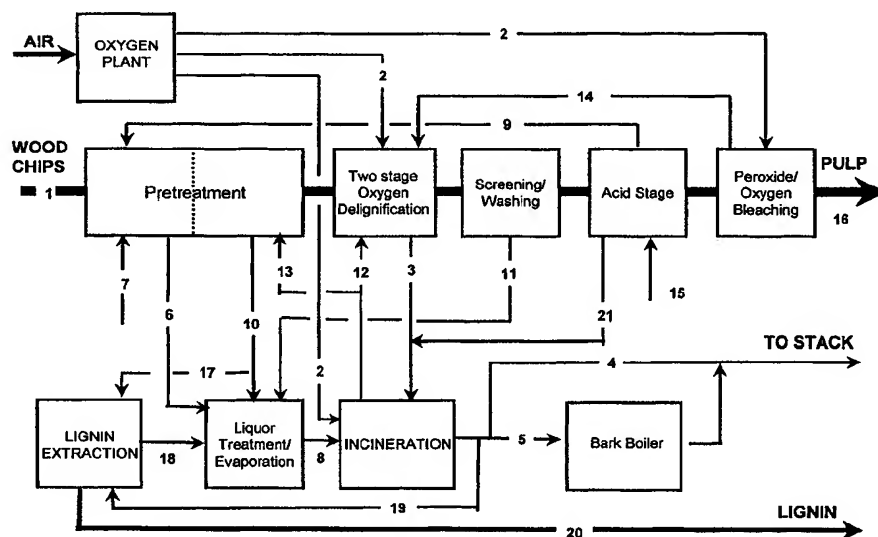 AIR
OXYGEN
PLANT
2
2
14
9
WOOD
CHIPS
1
Pretreatment
Two stage
Oxygen
Delignification
Screening/
Washing
Acid Stage
Peroxide/
Oxygen
Bleaching
PULP
16
7
6
10
13
12
3
11
21
15
17
2
4
TO STACK
LIGNIN
EXTRACTION
18
Liquor
Treatment/
Evaporation
8
INCINERATION
5
Bark Boiler
19
20
LIGNIN